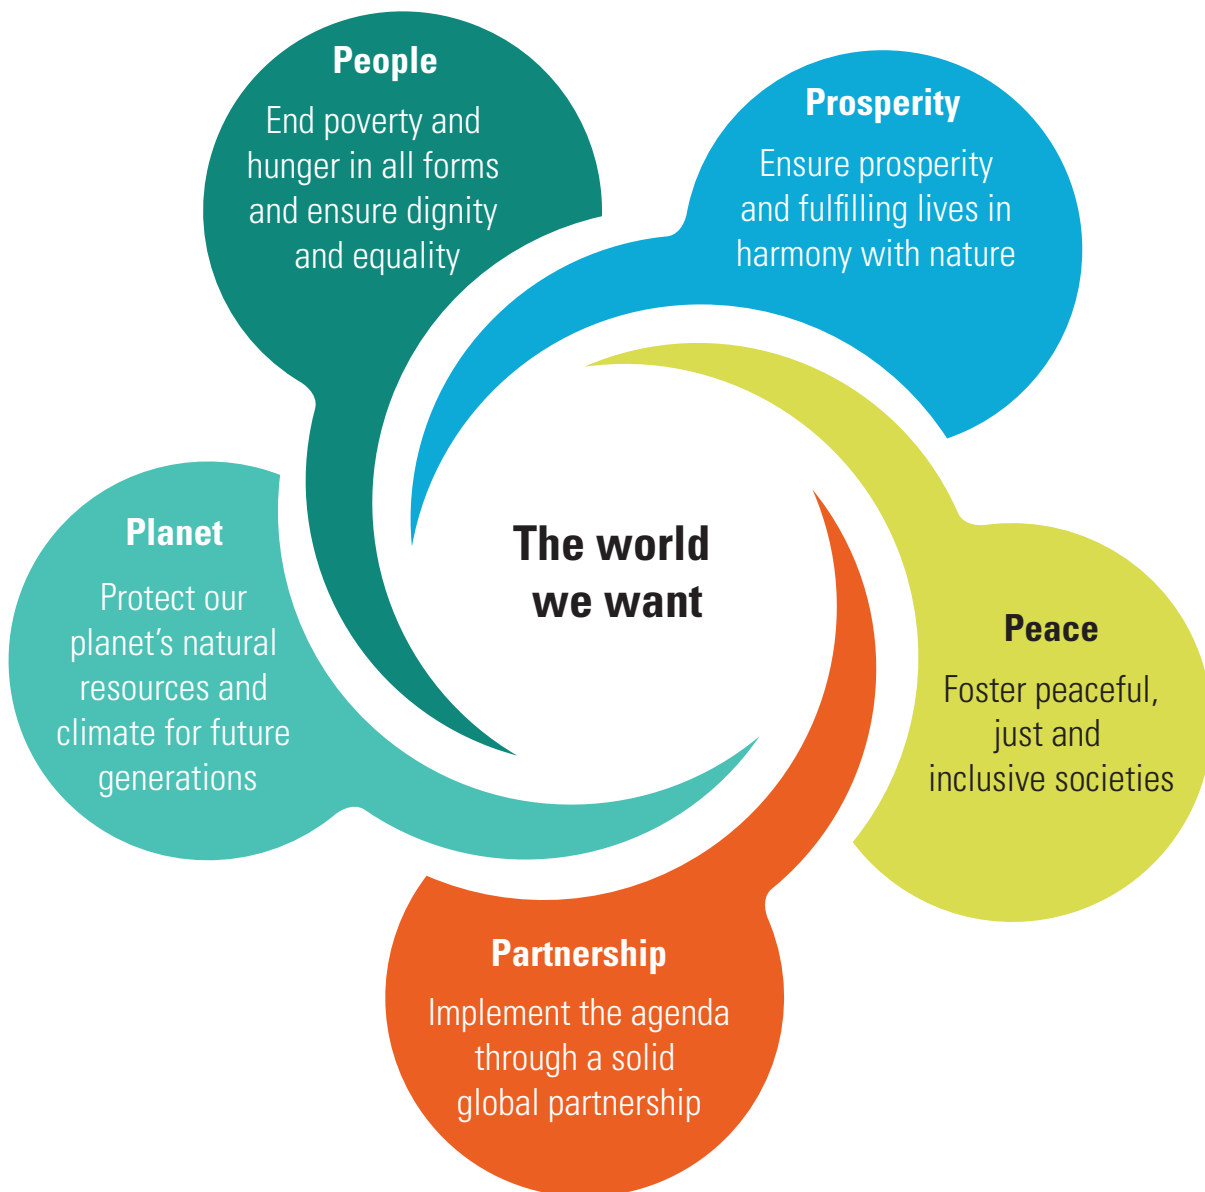 People
End poverty and
hunger in all forms
and ensure dignity
and equality
Prosperity
Ensure prosperity
and fulfilling lives in
harmony with nature
The world
we want
Planet
Protect our
planet’s natural
resources and
climate for future
generations
Peace
Foster peaceful,
just and
inclusive societies
Partnership
Implement the agenda
through a solid
global partnership